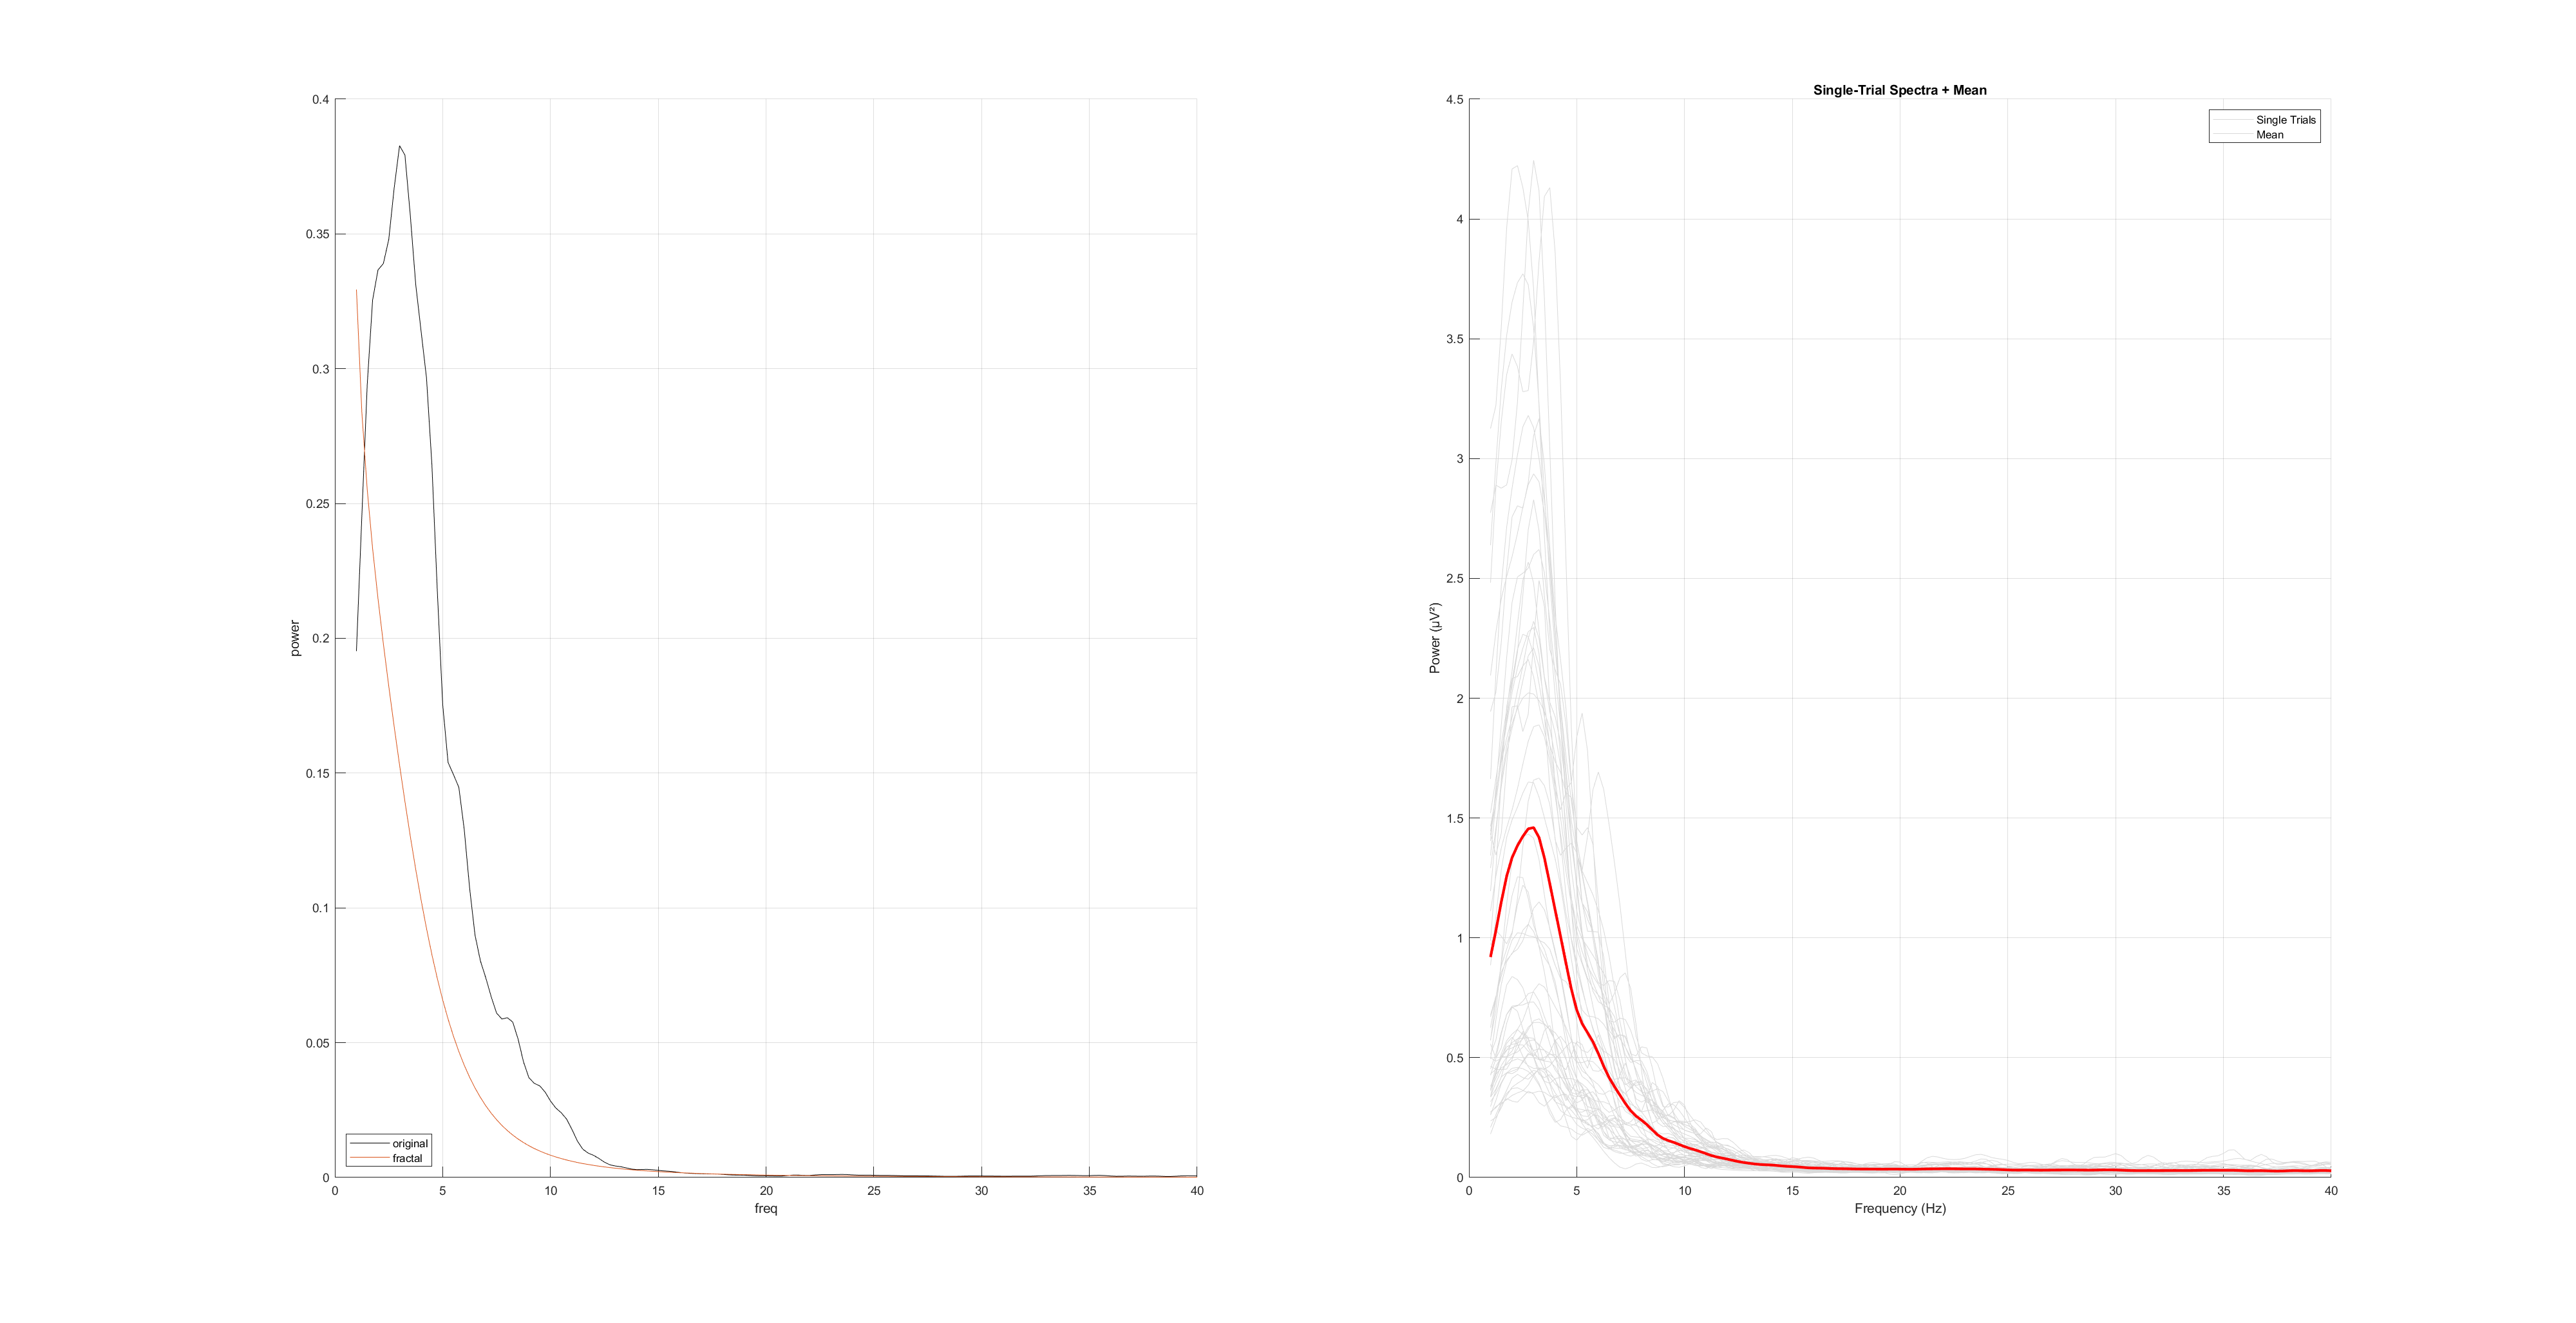 0.4
0.35
0.3
0.25
0.2
0.15
0.1
0.05
0
power
0 5 10 15 20 25 30 35 40
freq
original
fractal
Single-Trial Spectra + Mean
4.5
4
3.5
3
2.5
2
1.5
1
0.5
0
Power (µV²)
0 5 10 15 20 25 30 35 40
Frequency (Hz)
Single Trials
Mean